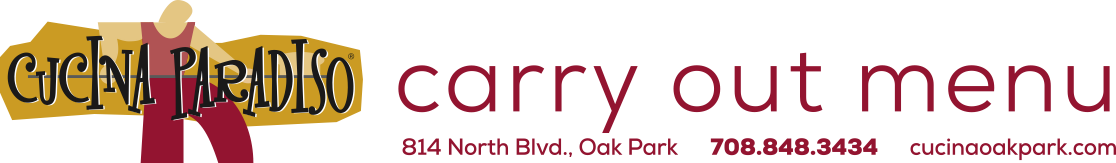 CUCINA PARADISO®
carry out menu
814 North Blvd., Oak Park 708.848.3434 cucinaoakpark.com